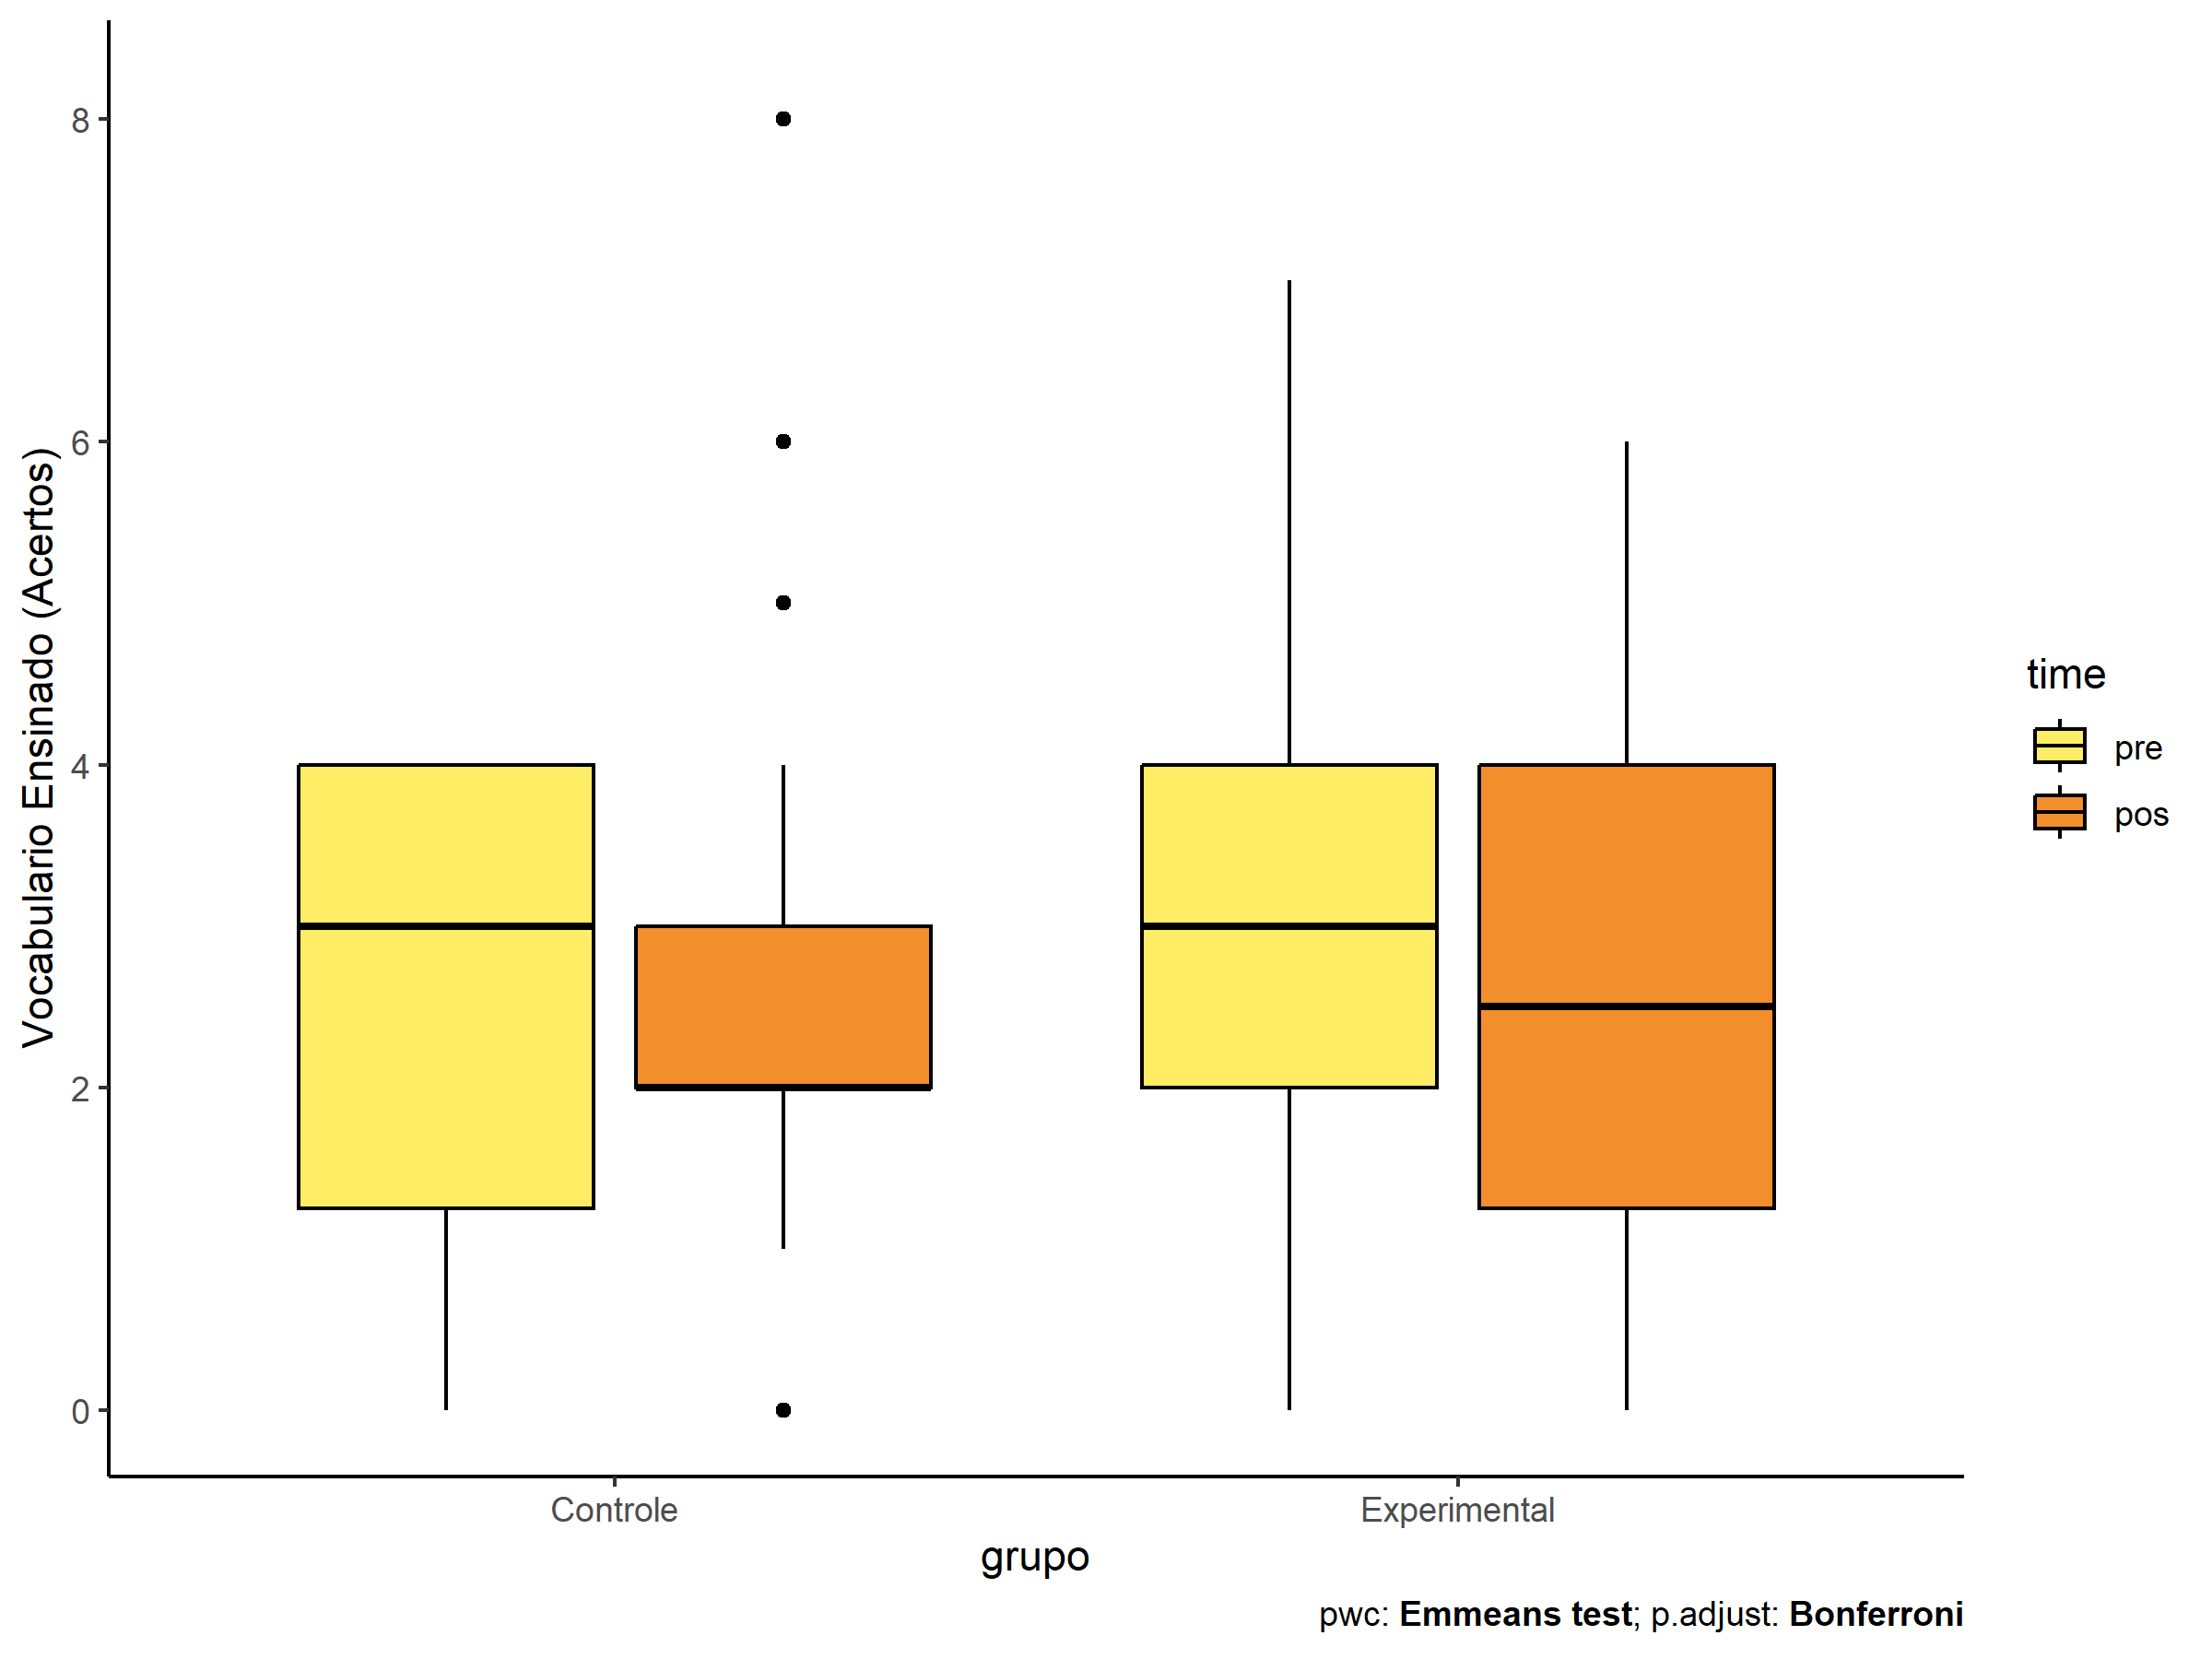 Vocabulario Ensinado (Acertos)
8
6
4
2
0
Controle
Experimental
grupo
time
pre
pos
pwc: Emmeans test; p.adjust: Bonferroni